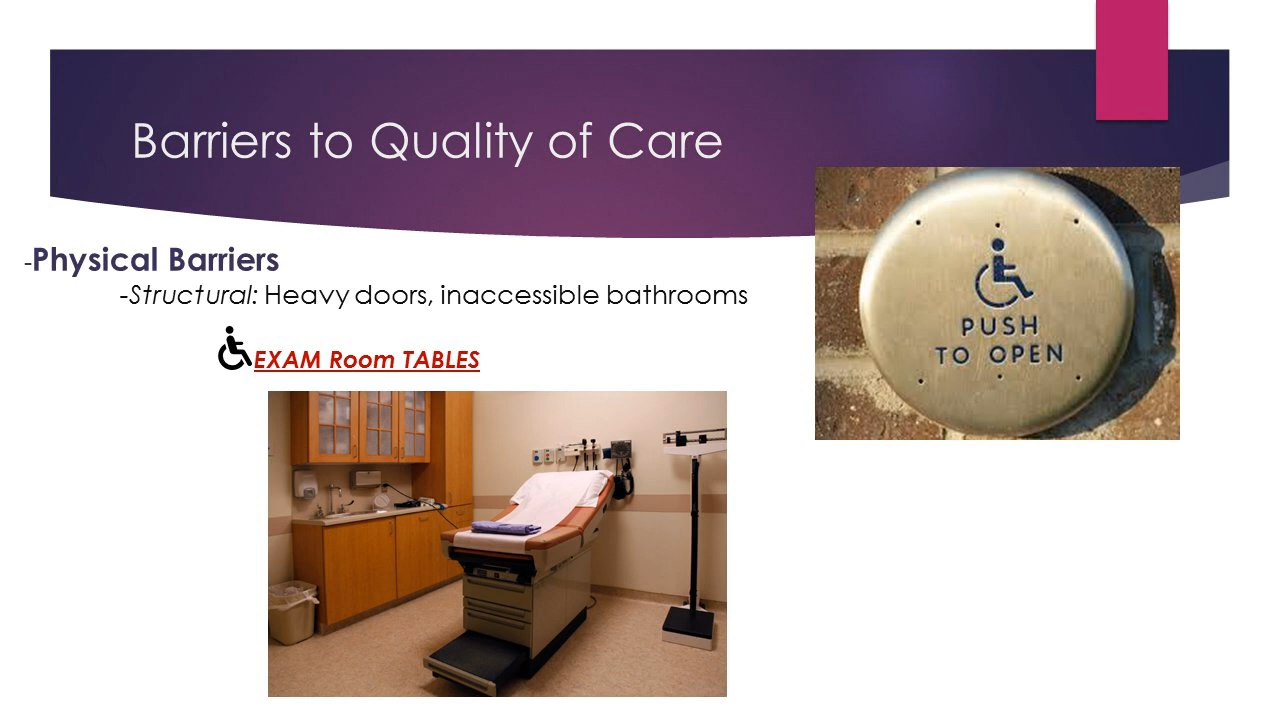 Barriers to Quality of Care
-Physical Barriers
-Structural: Heavy doors, inaccessible bathrooms
EXAM Room TABLES
PUSH
TO OPEN